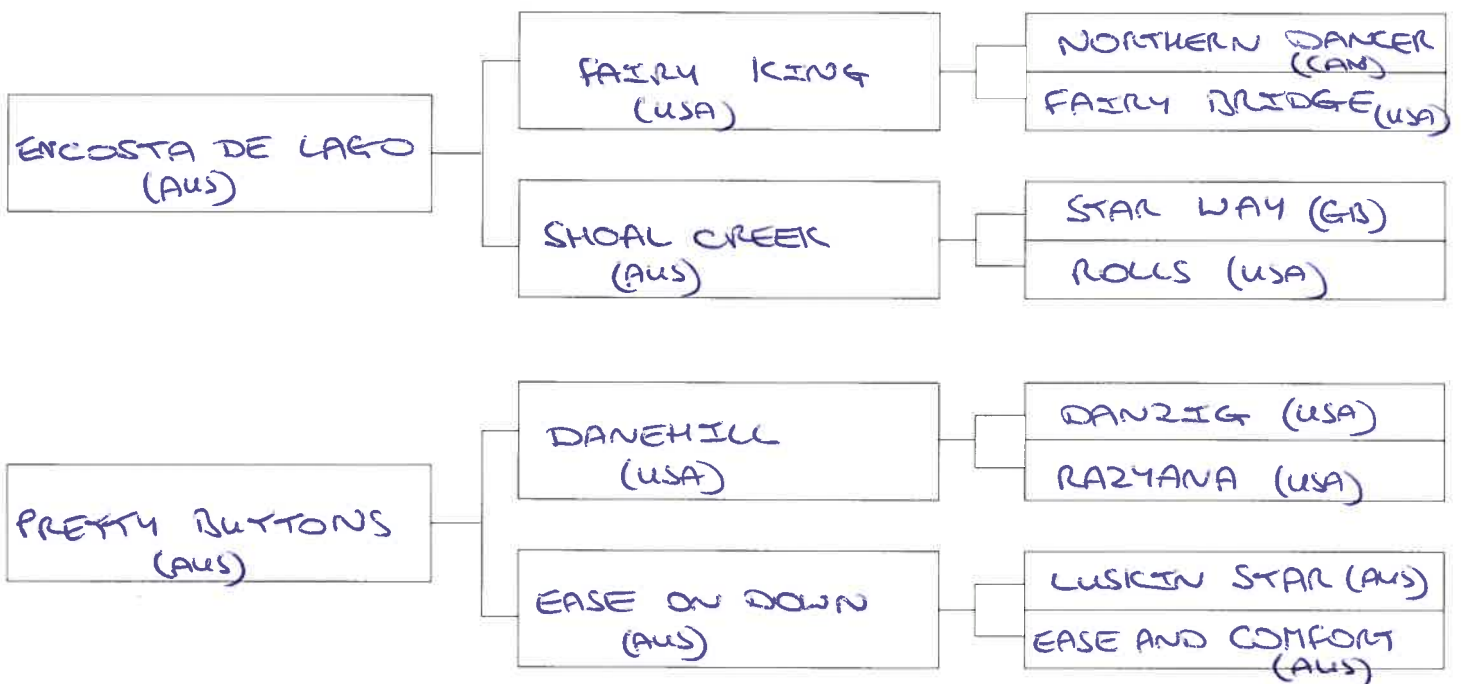 ENCOSTA DE LAGO
(AUS)
FAIRY KING
(USA)
SHOAL CREEK
(AUS)
NORTHERN DANCER
(CAN)
FAIRY BRIDGE (USA)
STAR WAY (GB)
ROLLS (USA)
PRETTY BUTTONS
(AUS)
DANEHILL
(USA)
EASE ON DOWN
(AUS)
DANZIG (USA)
RAZYANA (USA)
LUSKIN STAR (AUS)
EASE AND COMFORT
(AUS)